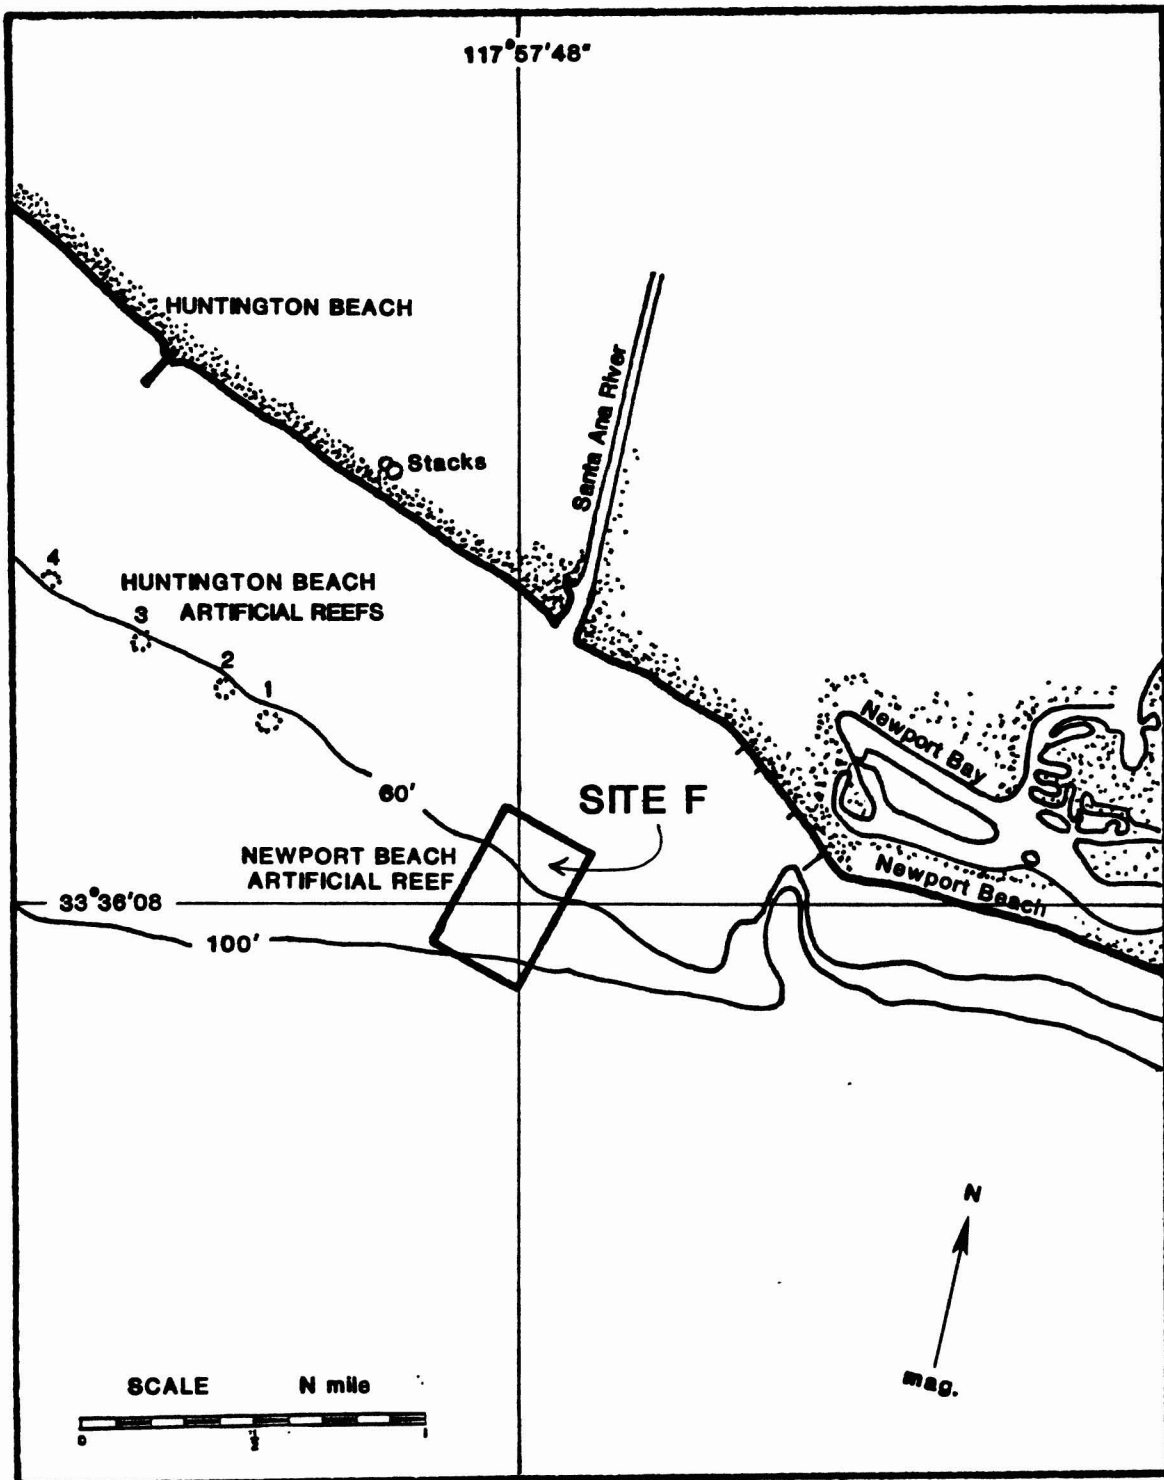 117°57'48"
HUNTINGTON BEACH
Santa Ana River
Stacks
4
HUNTINGTON BEACH
ARTIFICIAL REEFS
3
2
1
Newport Bay
60'
SITE F
NEWPORT BEACH
ARTIFICIAL REEF
Newport Beach
33°36'08
100'
N
mag.
SCALE N mile
0 ½ 1